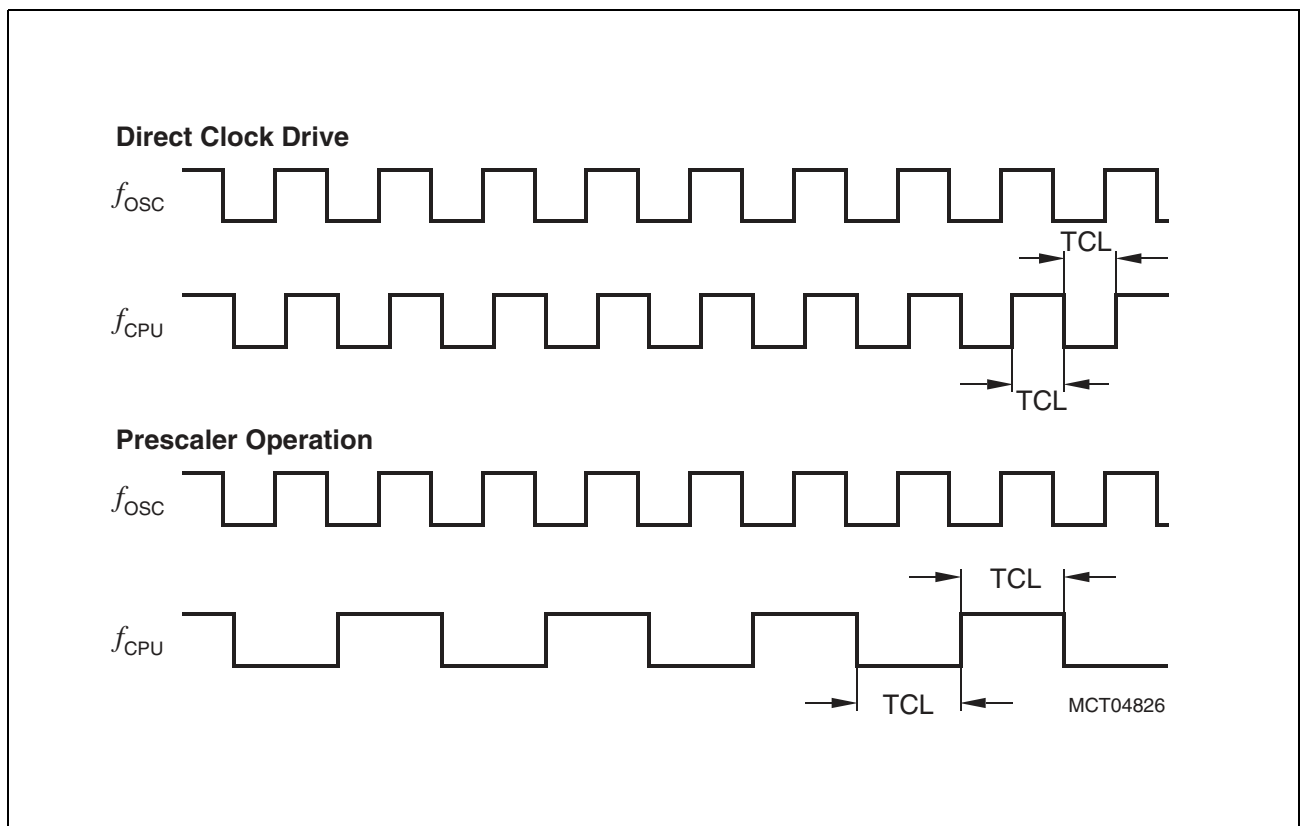 Direct Clock Drive
fOSC
TCL
fCPU
TCL
Prescaler Operation
fOSC
TCL
fCPU
TCL
MCT04826